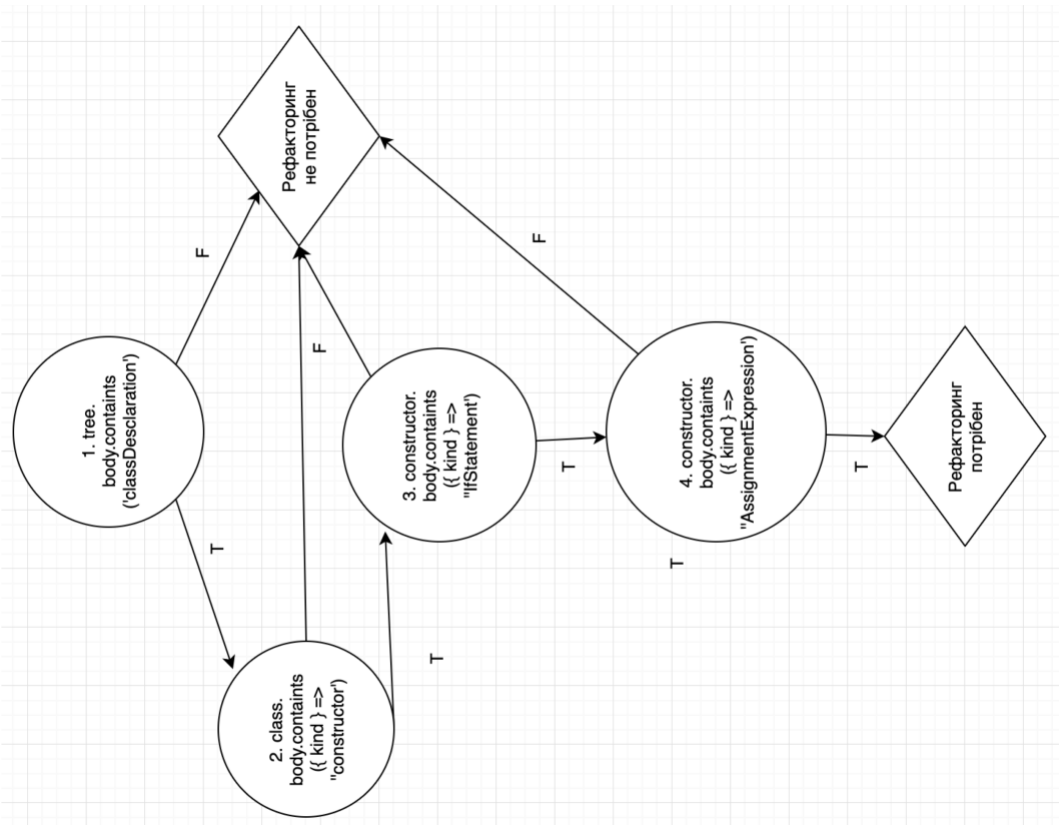 1. tree.
body.containts
('classDesclaration')
T
F
2. class.
body.containts
({ kind } =>
"constructor')
T
3. constructor.
body.containts
({ kind } =>
"IfStatement')
F
T
4. constructor.
body.containts
({ kind } =>
"AssignmentExpression')
F
T
T
Рефакторинг
не потрібен
Рефакторинг
потрібен